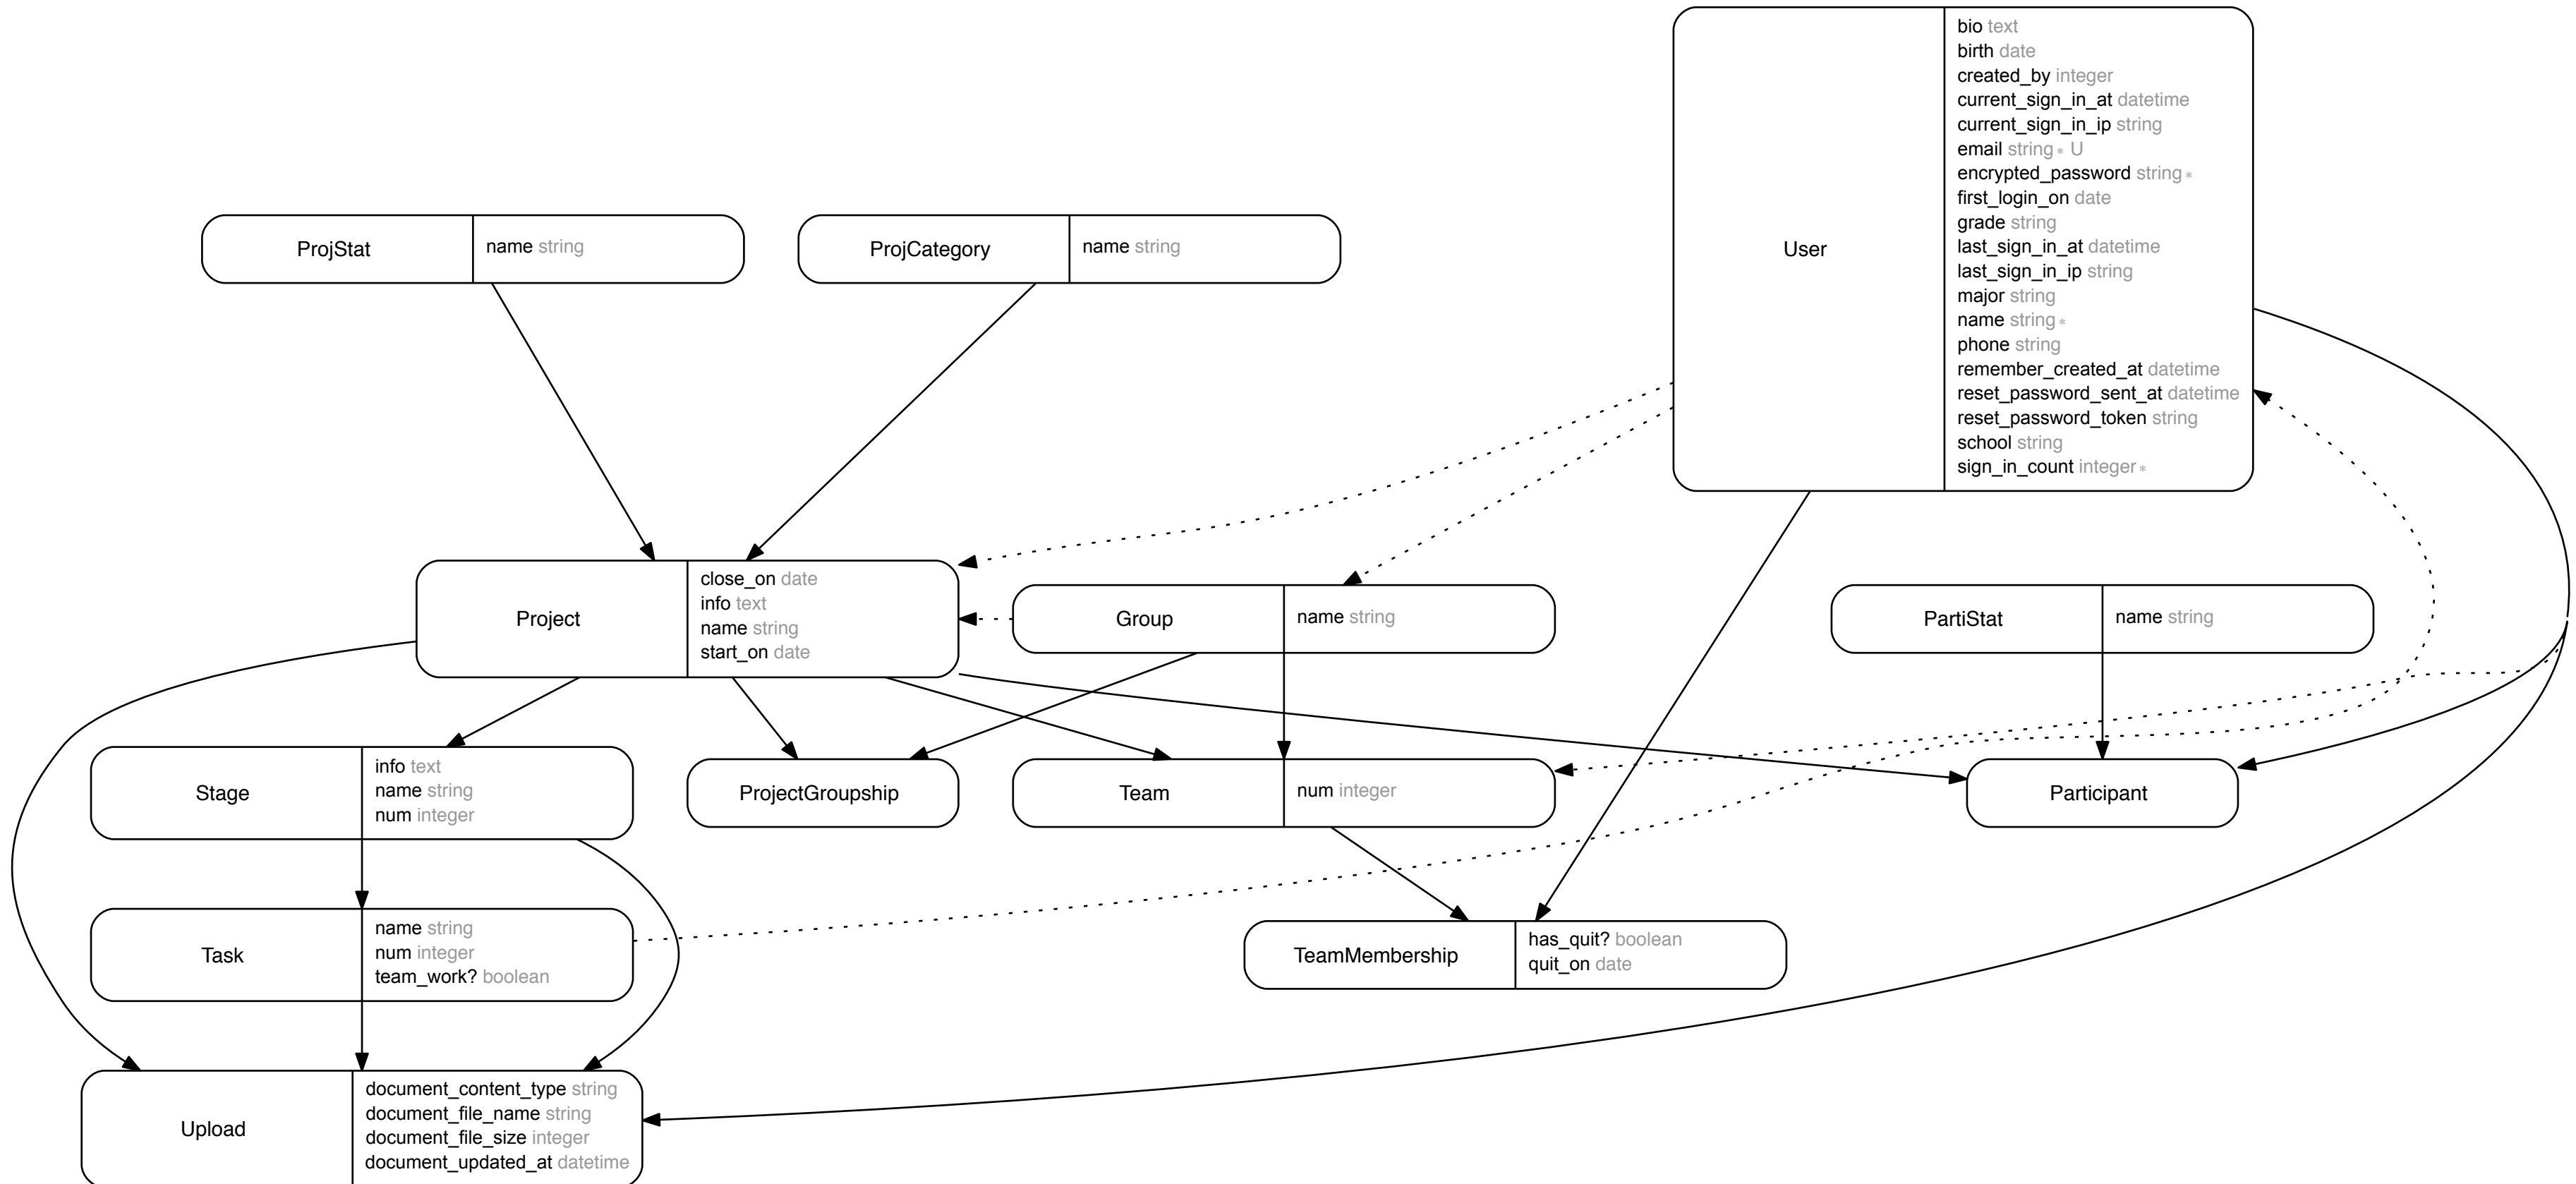 User
bio text
birth date
created_by integer
current_sign_in_at datetime
current_sign_in_ip string
email string* U
encrypted_password string*
first_login_on date
grade string
last_sign_in_at datetime
last_sign_in_ip string
major string
name string*
phone string
remember_created_at datetime
reset_password_sent_at datetime
reset_password_token string
school string
sign_in_count integer*
ProjStat
name string
ProjCategory
name string
Project
close_on date
info text
name string
start_on date
Group
name string
PartiStat
name string
Stage
info text
name string
num integer
ProjectGroupship
Team
num integer
Participant
Task
name string
num integer
team_work? boolean
TeamMembership
has_quit? boolean
quit_on date
Upload
document_content_type string
document_file_name string
document_file_size integer
document_updated_at datetime